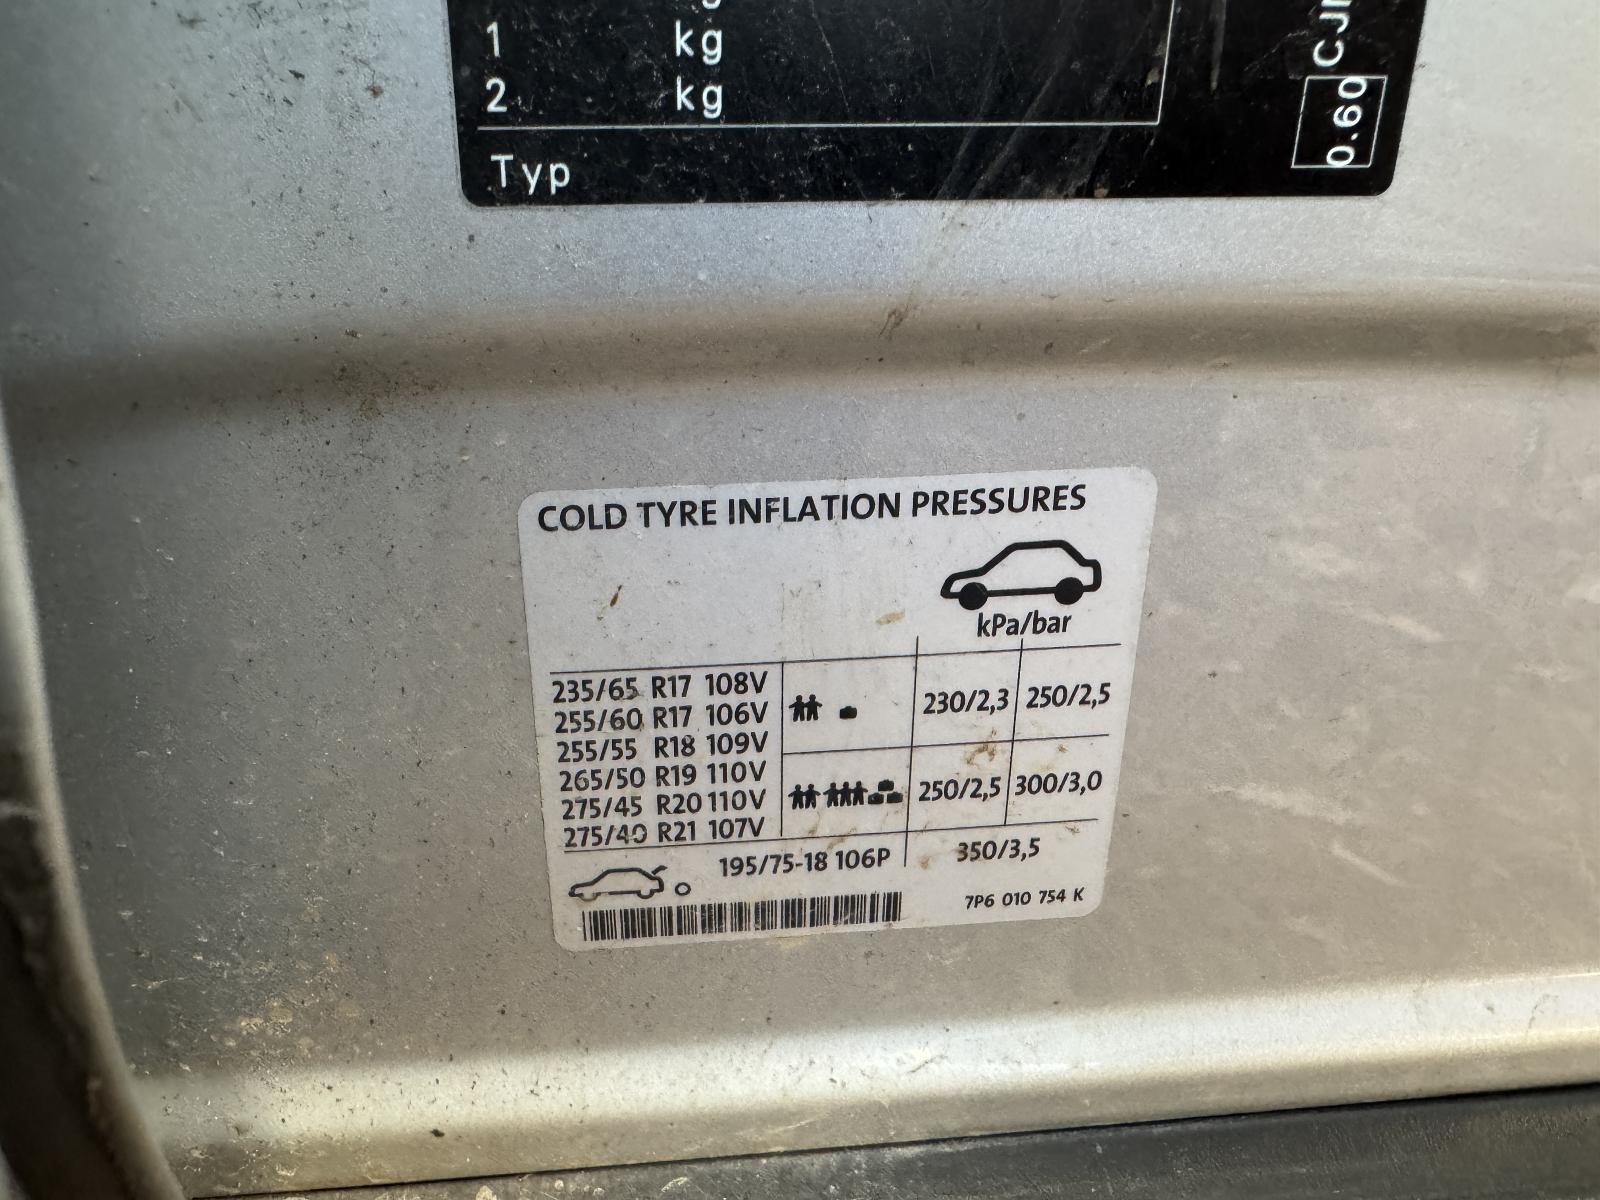 1 kg
2 kg
Typ
0.60
COLD TYRE INFLATION PRESSURES
kPa/bar
235/65 R17 108V
255/60 R17 106V
255/55 R18 109V
265/50 R19 110V
275/45 R20 110V
275/40 R21 107V
230/2,3 250/2,5
250/2,5 300/3,0
195/75-18 106P 350/3,5
7P6 010 754 K